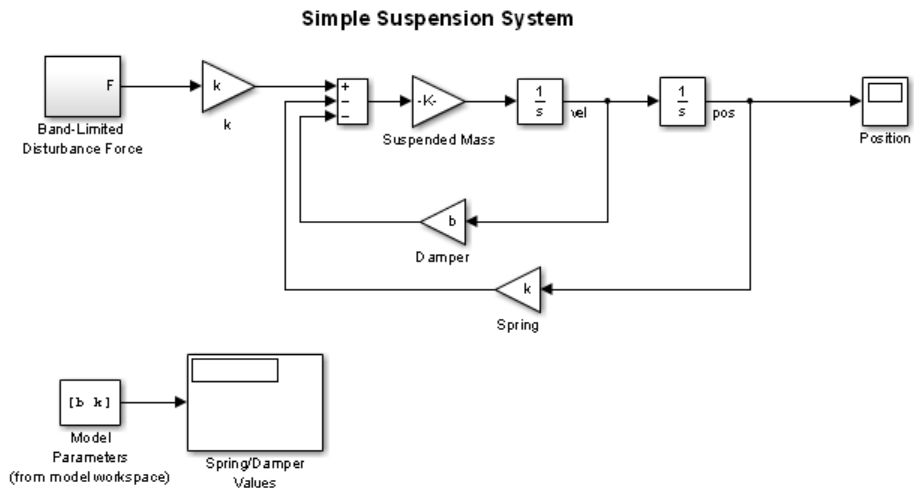 Simple Suspension System
F
Band-Limited
Disturbance Force
k
k
+
−
−
-K-
Suspended Mass
1
s
vel
1
s
pos
Position
b
Damper
k
Spring
[b k]
Model
Parameters
(from model workspace)
Spring/Damper
Values